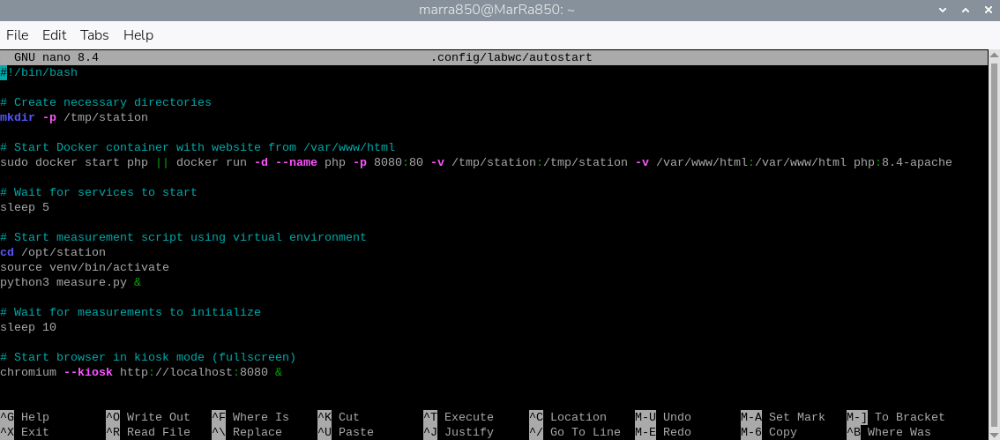 marra850@MarRa850: ~
File Edit Tabs Help
GNU nano 8.4 .config/labwc/autostart
#!/bin/bash
# Create necessary directories
mkdir -p /tmp/station
# Start Docker container with website from /var/www/html
sudo docker start php || docker run -d --name php -p 8080:80 -v /tmp/station:/tmp/station -v /var/www/html:/var/www/html php:8.4-apache
# Wait for services to start
sleep 5
# Start measurement script using virtual environment
cd /opt/station
source venv/bin/activate
python3 measure.py &
# Wait for measurements to initialize
sleep 10
# Start browser in kiosk mode (fullscreen)
chromium --kiosk http://localhost:8080 &
^G Help ^O Write Out ^F Where Is ^K Cut ^T Execute ^C Location M-U Undo M-A Set Mark M-] To Bracket
^X Exit ^R Read File ^\ Replace ^U Paste ^J Justify ^/ Go To Line M-E Redo M-6 Copy ^B Where Was